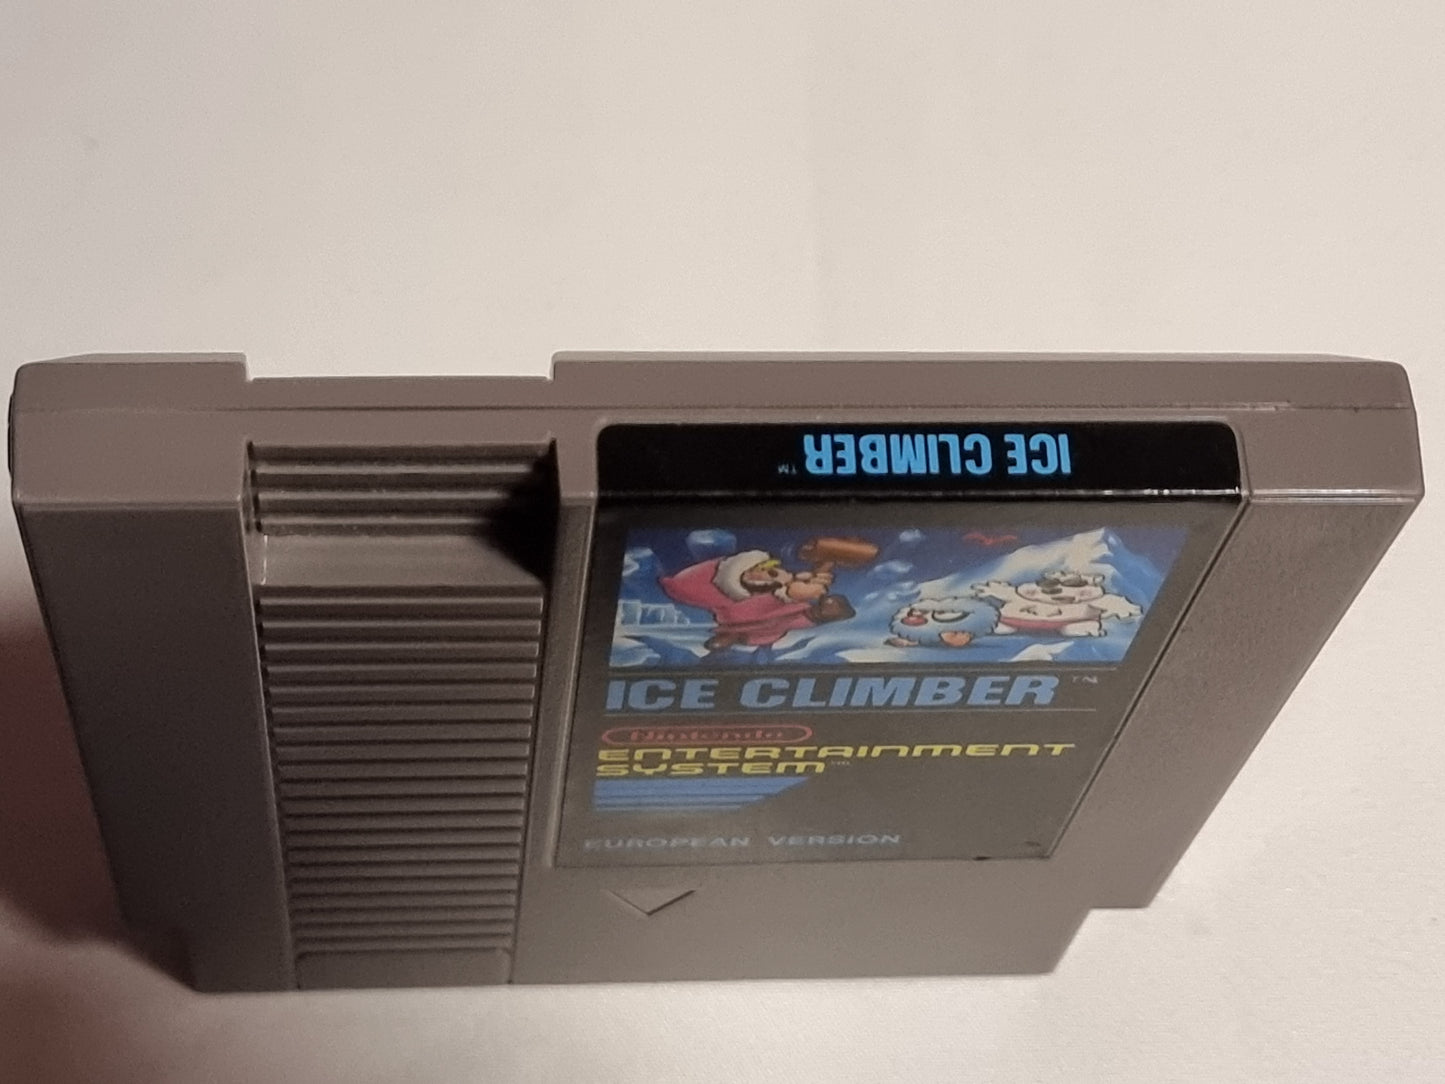 ICE CLIMBER™
ICE CLIMBER™
Nintendo
ENTERTAINMENT
SYSTEM™
EUROPEAN VERSION